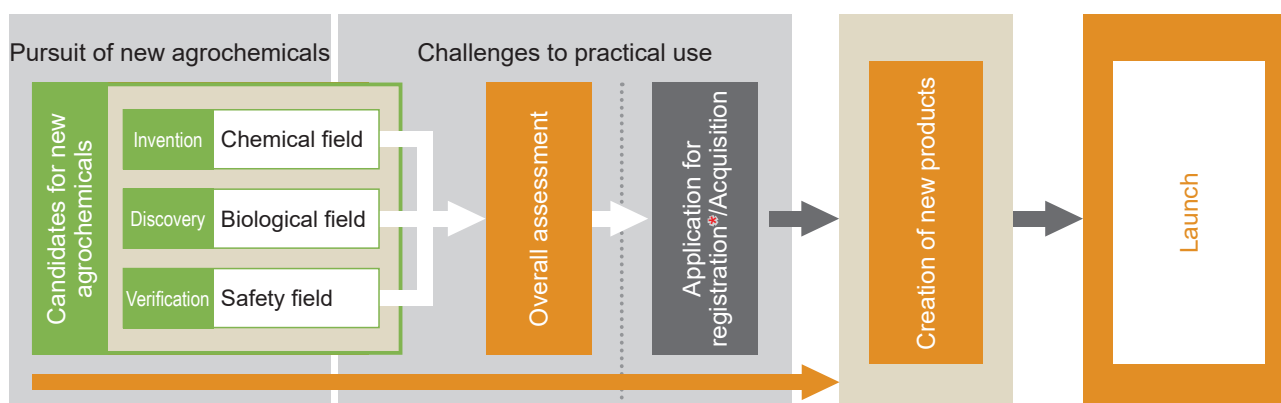 Pursuit of new agrochemicals
Challenges to practical use
Candidates for new
agrochemicals
Invention
Chemical field
Discovery
Biological field
Verification
Safety field
Overall assessment
Application for
registration*/Acquisition
Creation of new products
Launch